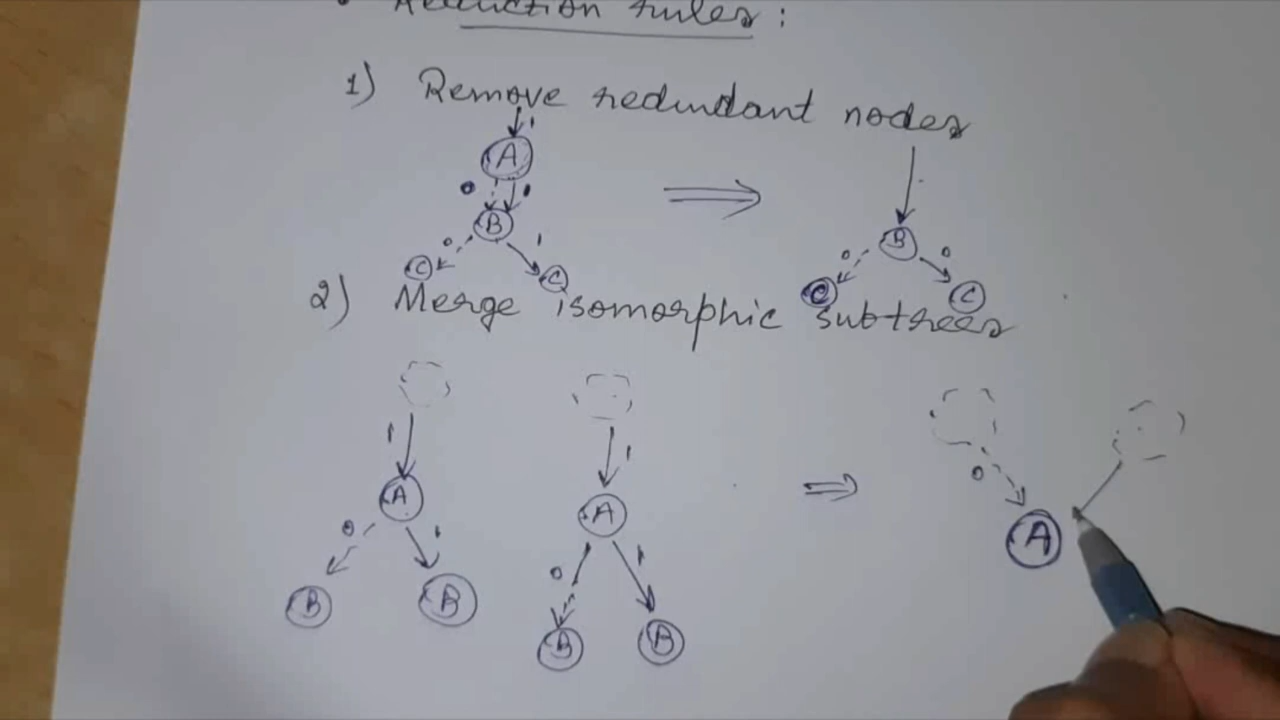 Reduction rules :
1) Remove redundant nodes
1
A
0 1
B
0 1 0 0
B
C C C C
2) Merge isomorphic subtrees
1 1
0
A A A
0 1 0 1
B B B B